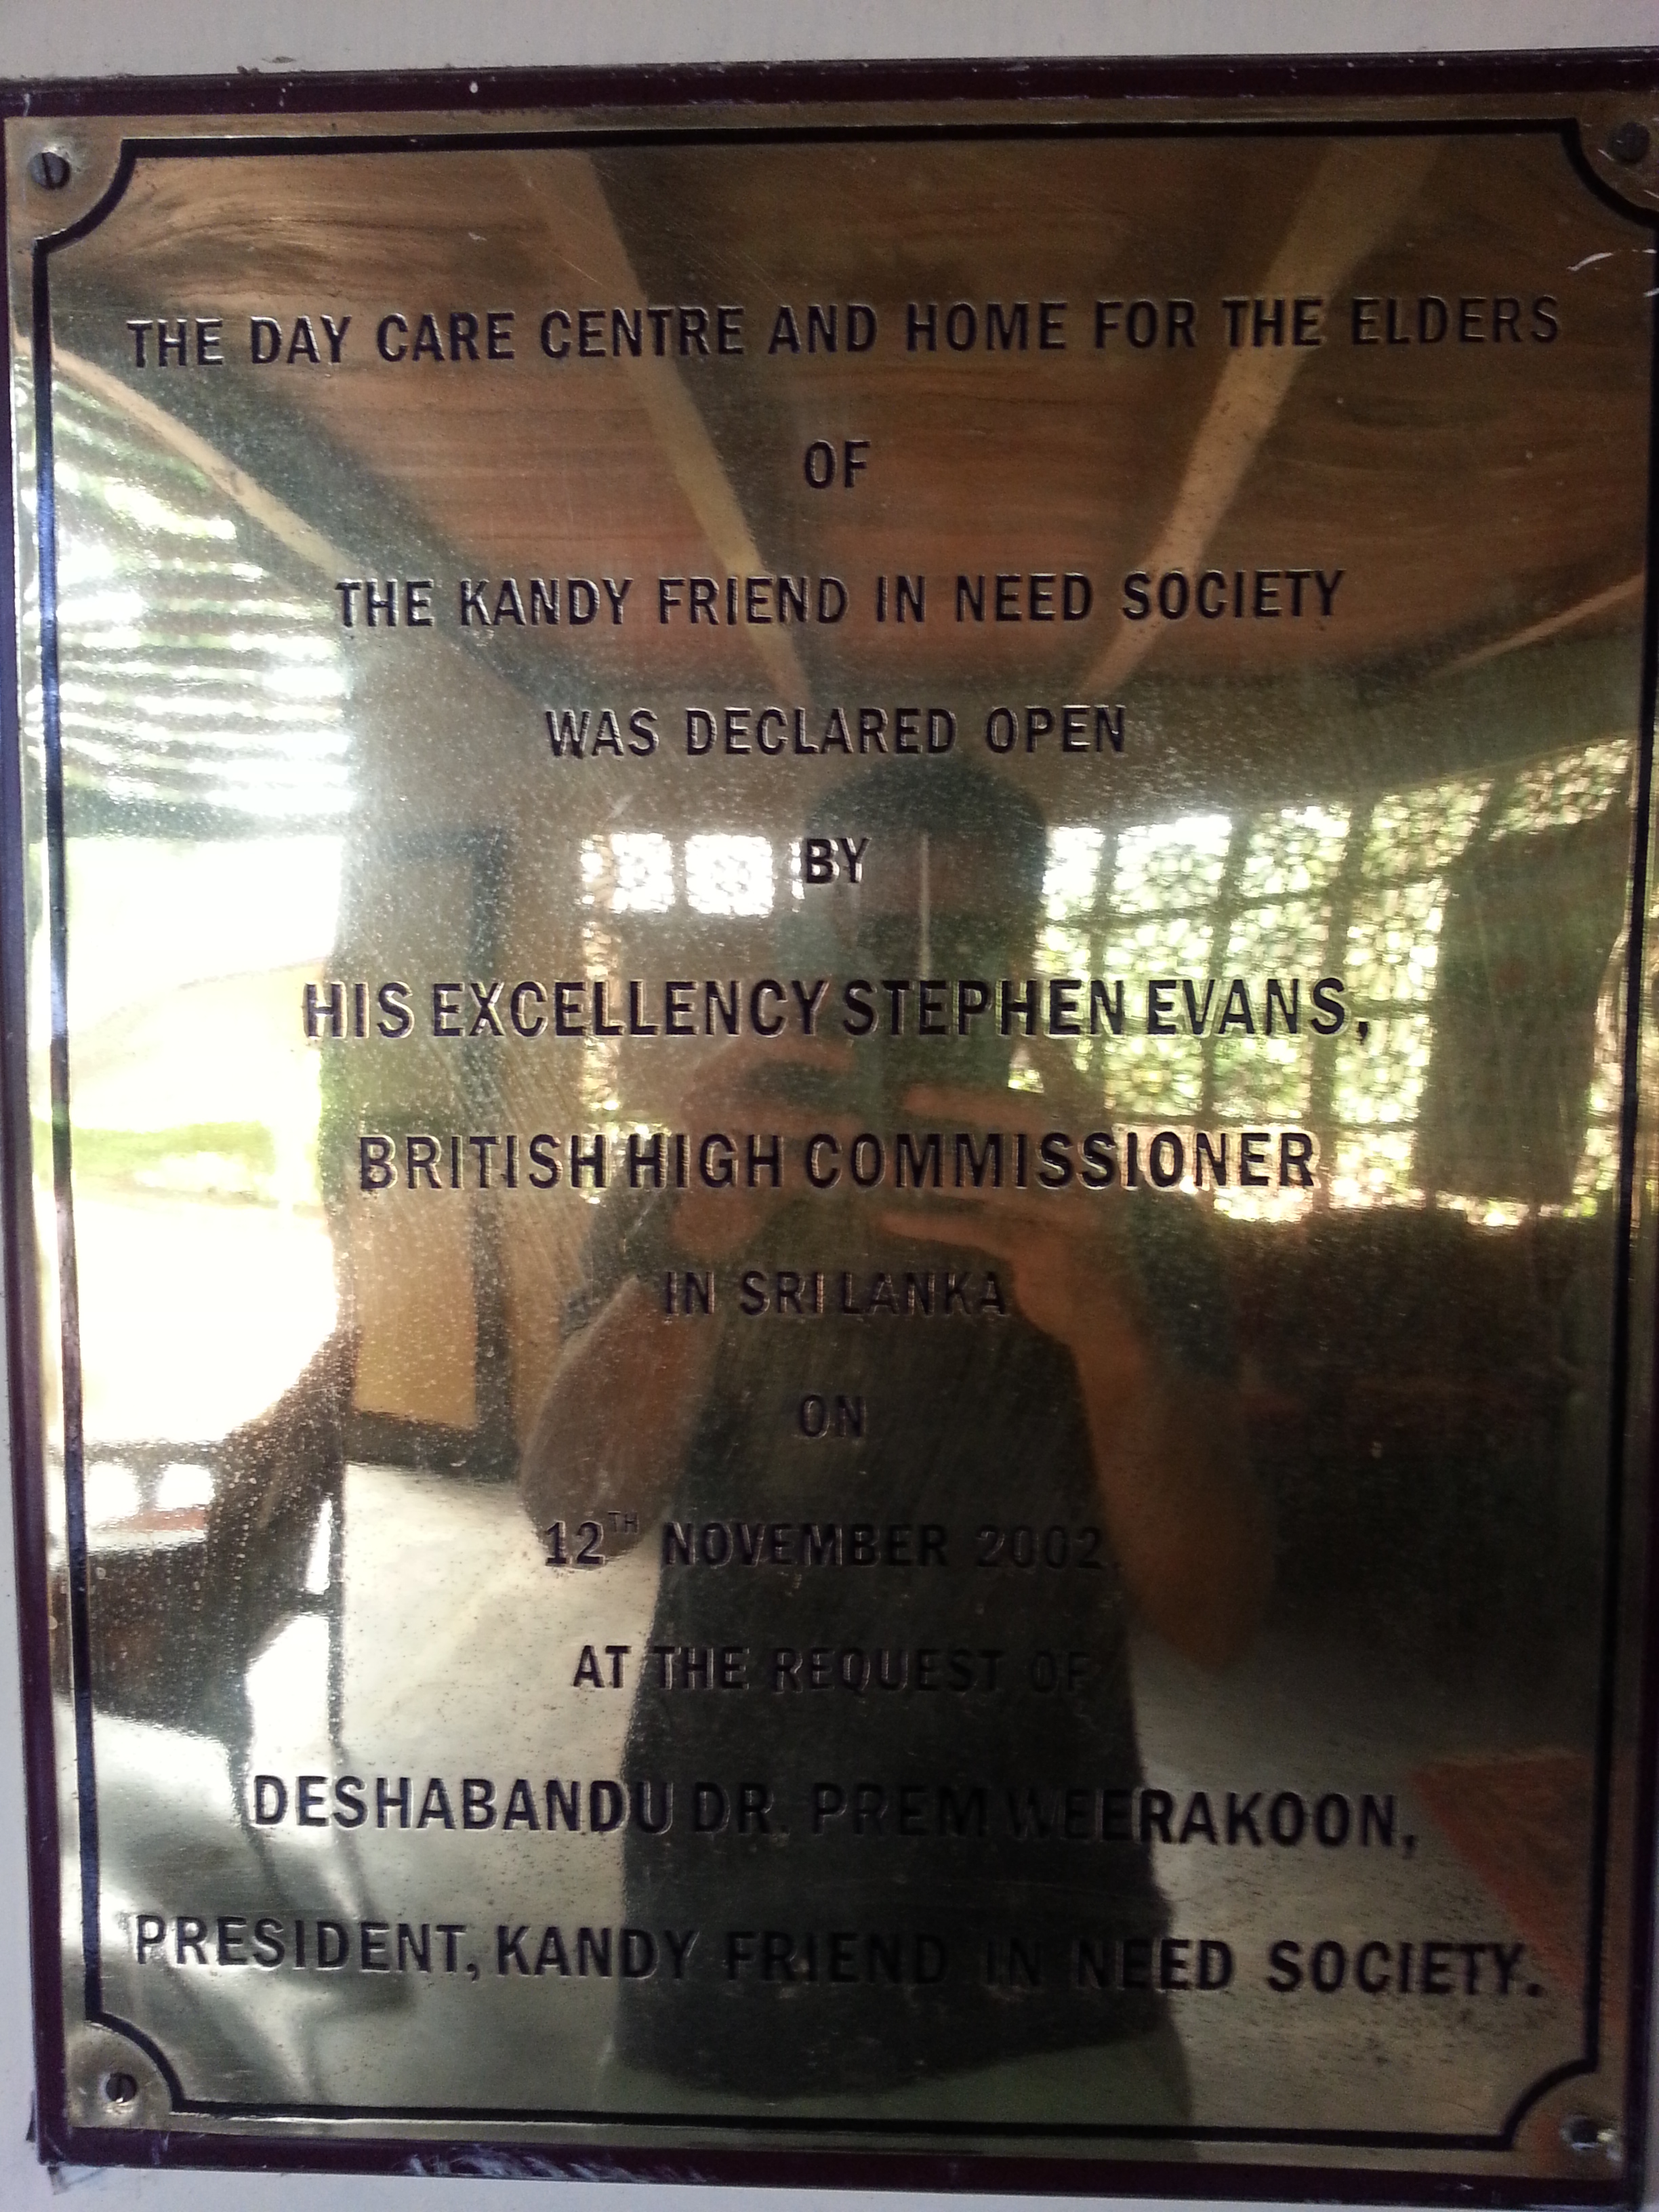 THE DAY CARE CENTRE AND HOME FOR THE ELDERS
OF
THE KANDY FRIEND IN NEED SOCIETY
WAS DECLARED OPEN
BY
HIS EXCELLENCY STEPHEN EVANS,
BRITISH HIGH COMMISSIONER
IN SRI LANKA
ON
12TH NOVEMBER 2002
AT THE REQUEST OF
DESHABANDU DR. PREM WEERAKOON,
PRESIDENT, KANDY FRIEND IN NEED SOCIETY.